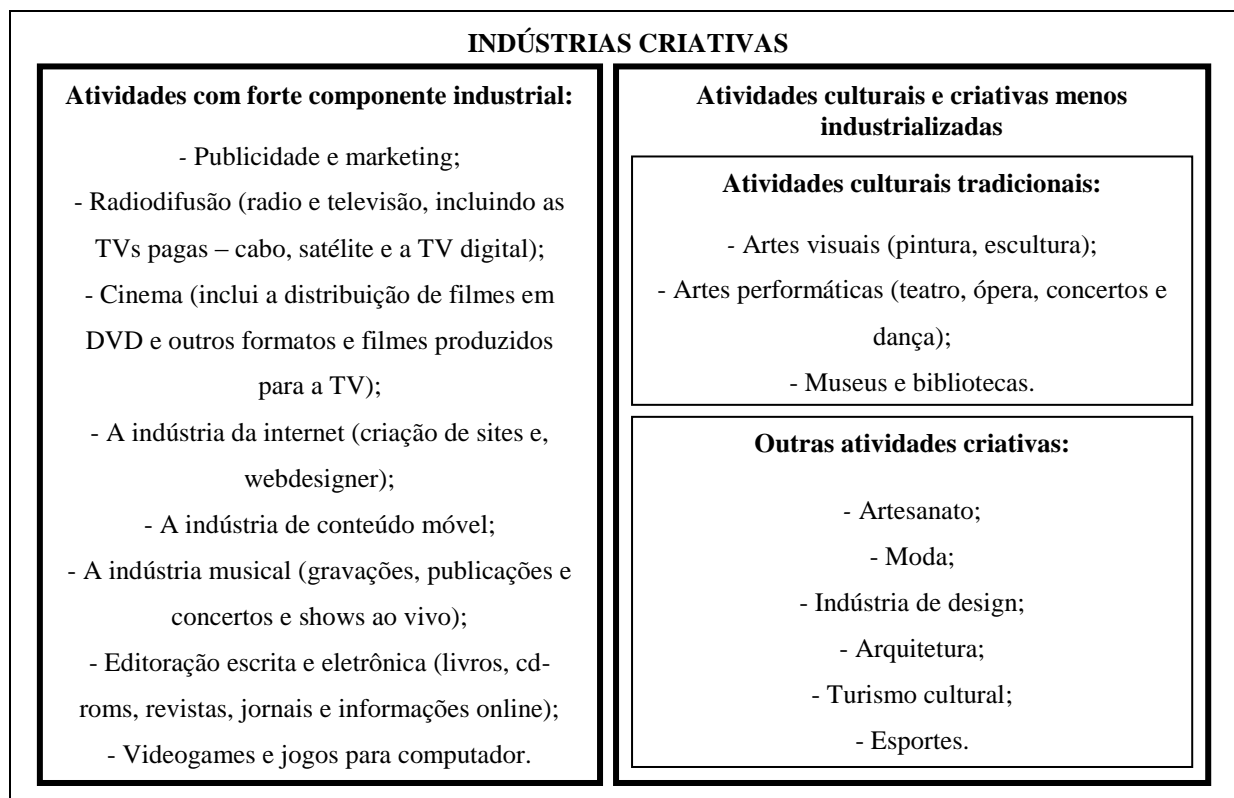 INDÚSTRIAS CRIATIVAS
Atividades com forte componente industrial:
- Publicidade e marketing;
- Radiodifusão (radio e televisão, incluindo as
TVs pagas – cabo, satélite e a TV digital);
- Cinema (inclui a distribuição de filmes em
DVD e outros formatos e filmes produzidos
para a TV);
- A indústria da internet (criação de sites e,
webdesigner);
- A indústria de conteúdo móvel;
- A indústria musical (gravações, publicações e
concertos e shows ao vivo);
- Editoração escrita e eletrônica (livros, cd-
roms, revistas, jornais e informações online);
- Videogames e jogos para computador.
Atividades culturais e criativas menos
industrializadas
Atividades culturais tradicionais:
- Artes visuais (pintura, escultura);
- Artes performáticas (teatro, ópera, concertos e
dança);
- Museus e bibliotecas.
Outras atividades criativas:
- Artesanato;
- Moda;
- Indústria de design;
- Arquitetura;
- Turismo cultural;
- Esportes.